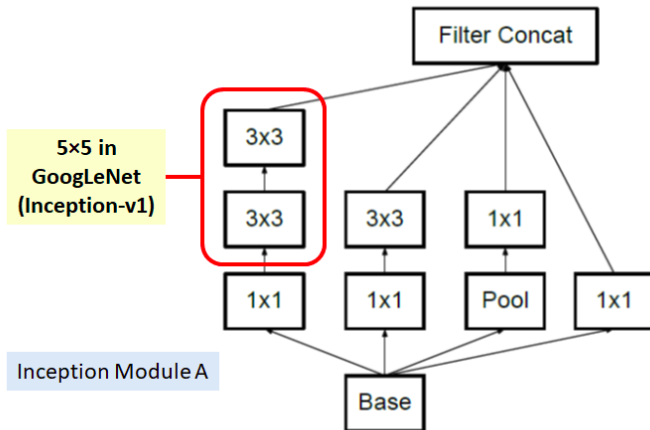 Filter Concat
3x3
5×5 in
GoogLeNet
(Inception-v1)
3x3
3x3
1x1
1x1
1x1
Pool
1x1
Inception Module A
Base